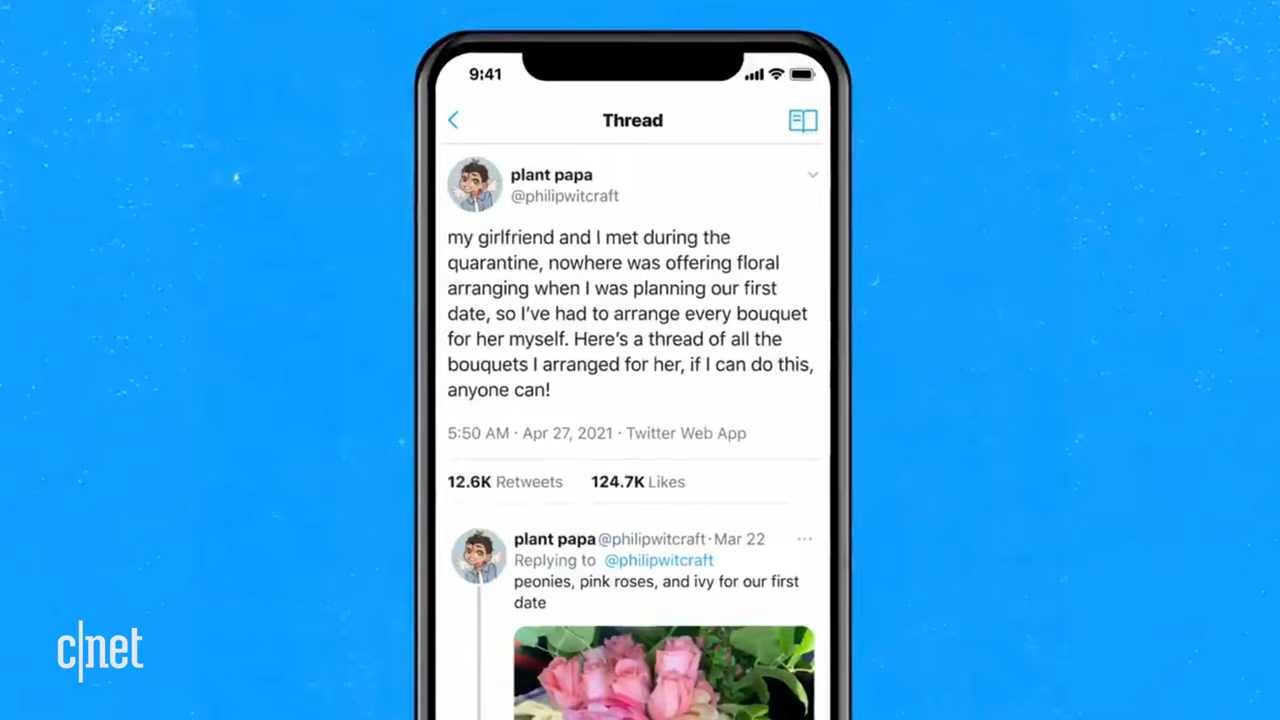 9:41
Thread
plant papa
@philipwitcraft
my girlfriend and I met during the
quarantine, nowhere was offering floral
arranging when I was planning our first
date, so I’ve had to arrange every bouquet
for her myself. Here’s a thread of all the
bouquets I arranged for her, if I can do this,
anyone can!
5:50 AM · Apr 27, 2021 · Twitter Web App
12.6K Retweets 124.7K Likes
plant papa @philipwitcraft · Mar 22
Replying to @philipwitcraft
peonies, pink roses, and ivy for our first
date
c|net